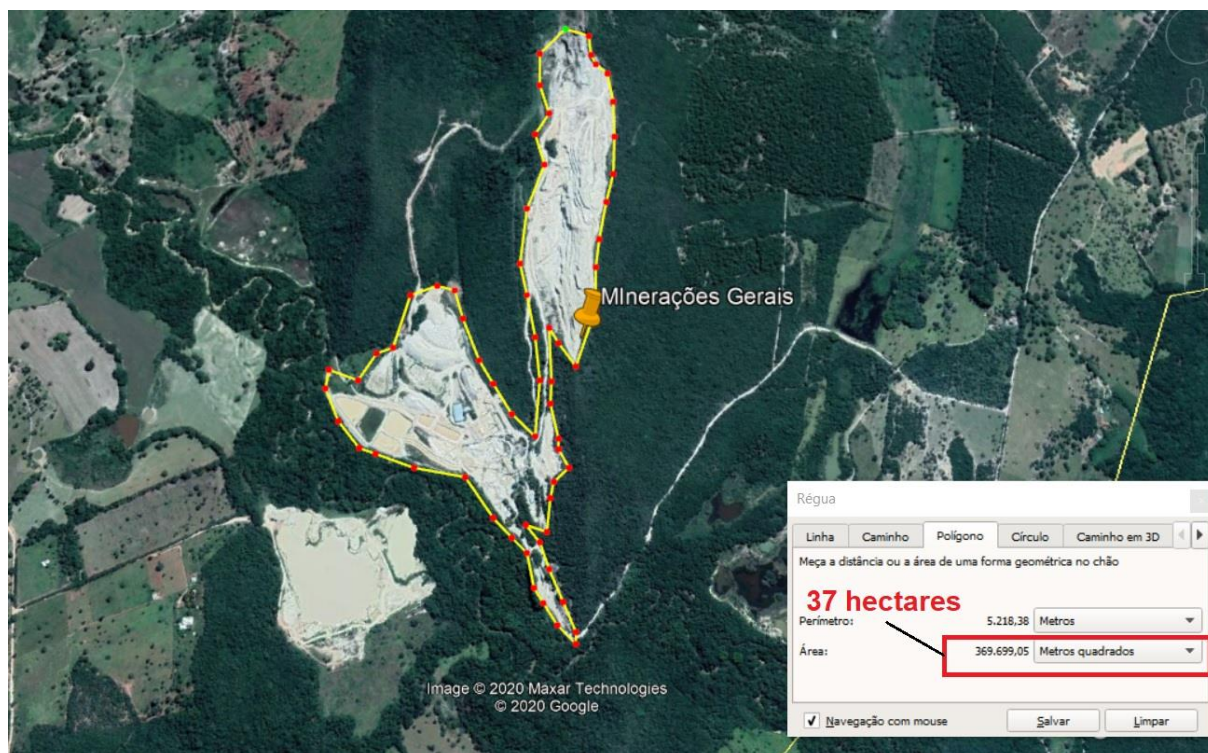 MInerações Gerais
Régua
Linha Caminho Polígono Círculo Caminho em 3D
Meça a distância ou a área de uma forma geométrica no chão
37 hectares
Perímetro: 5.218,38 Metros
Área: 369.699,05 Metros quadrados
Image © 2020 Maxar Technologies
© 2020 Google
Navegação com mouse Salvar Limpar